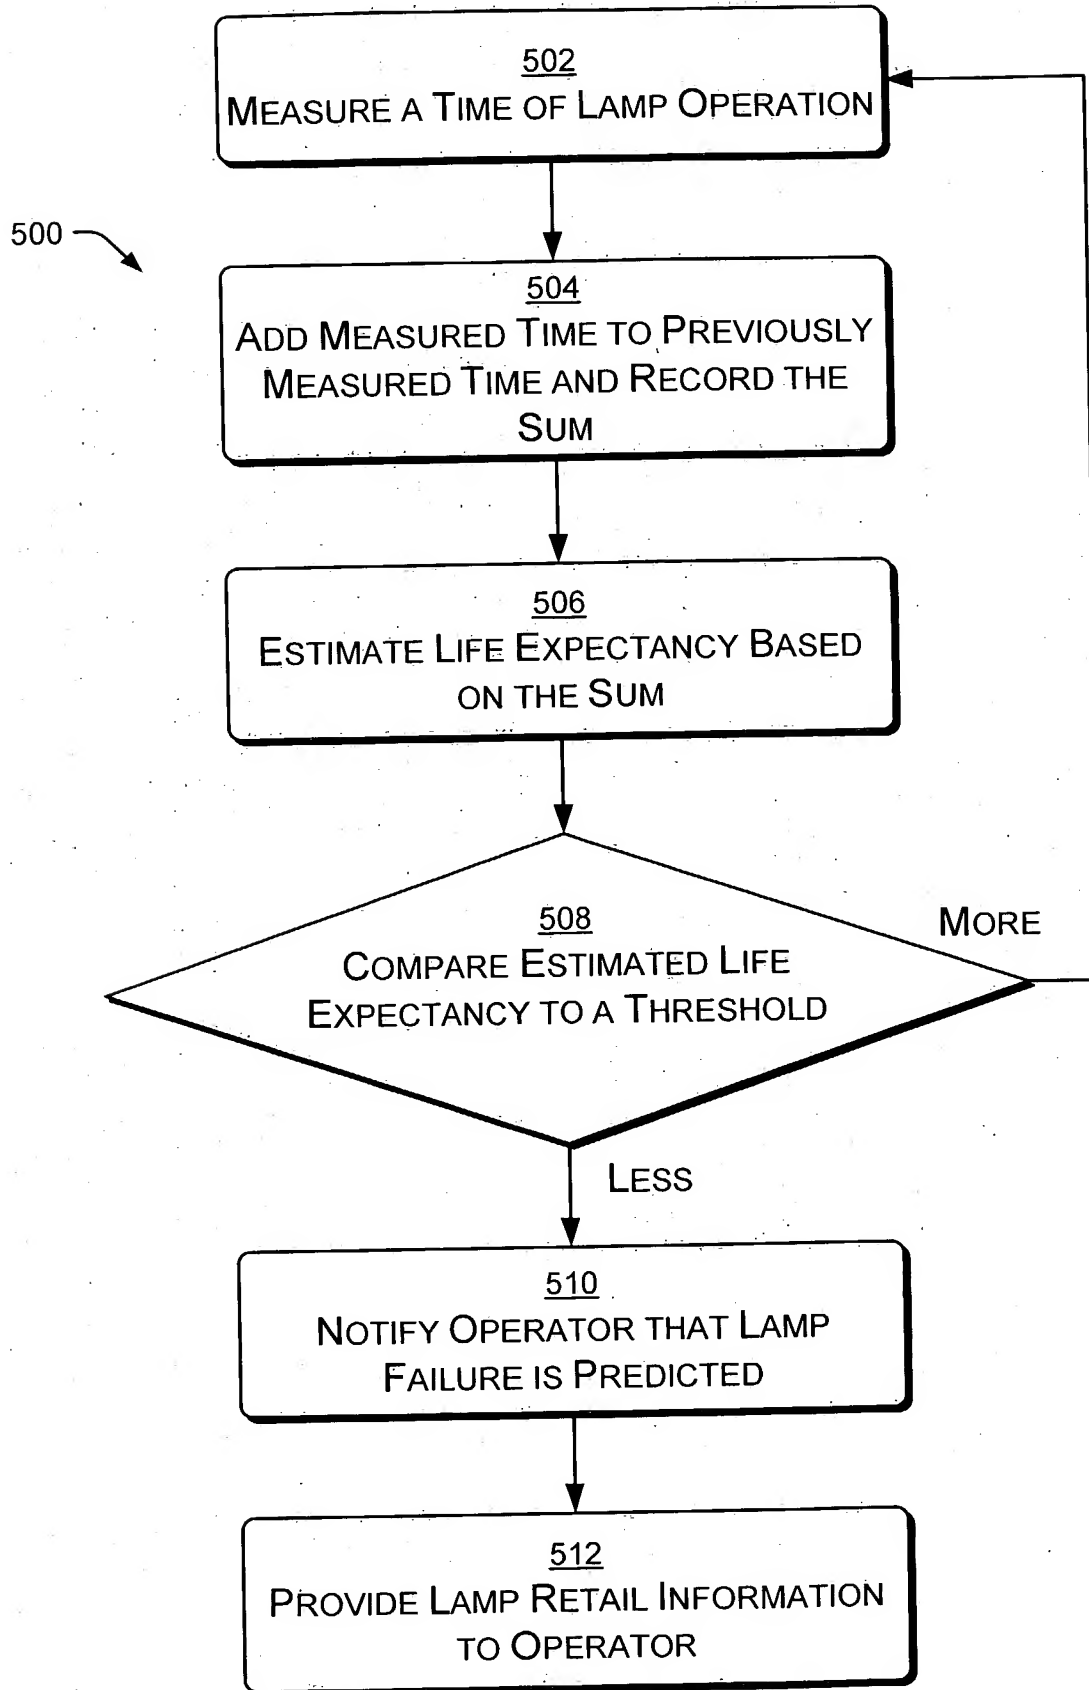 502
MEASURE A TIME OF LAMP OPERATION
500
504
ADD MEASURED TIME TO PREVIOUSLY
MEASURED TIME AND RECORD THE
SUM
506
ESTIMATE LIFE EXPECTANCY BASED
ON THE SUM
508
COMPARE ESTIMATED LIFE
EXPECTANCY TO A THRESHOLD
MORE
LESS
510
NOTIFY OPERATOR THAT LAMP
FAILURE IS PREDICTED
512
PROVIDE LAMP RETAIL INFORMATION
TO OPERATOR